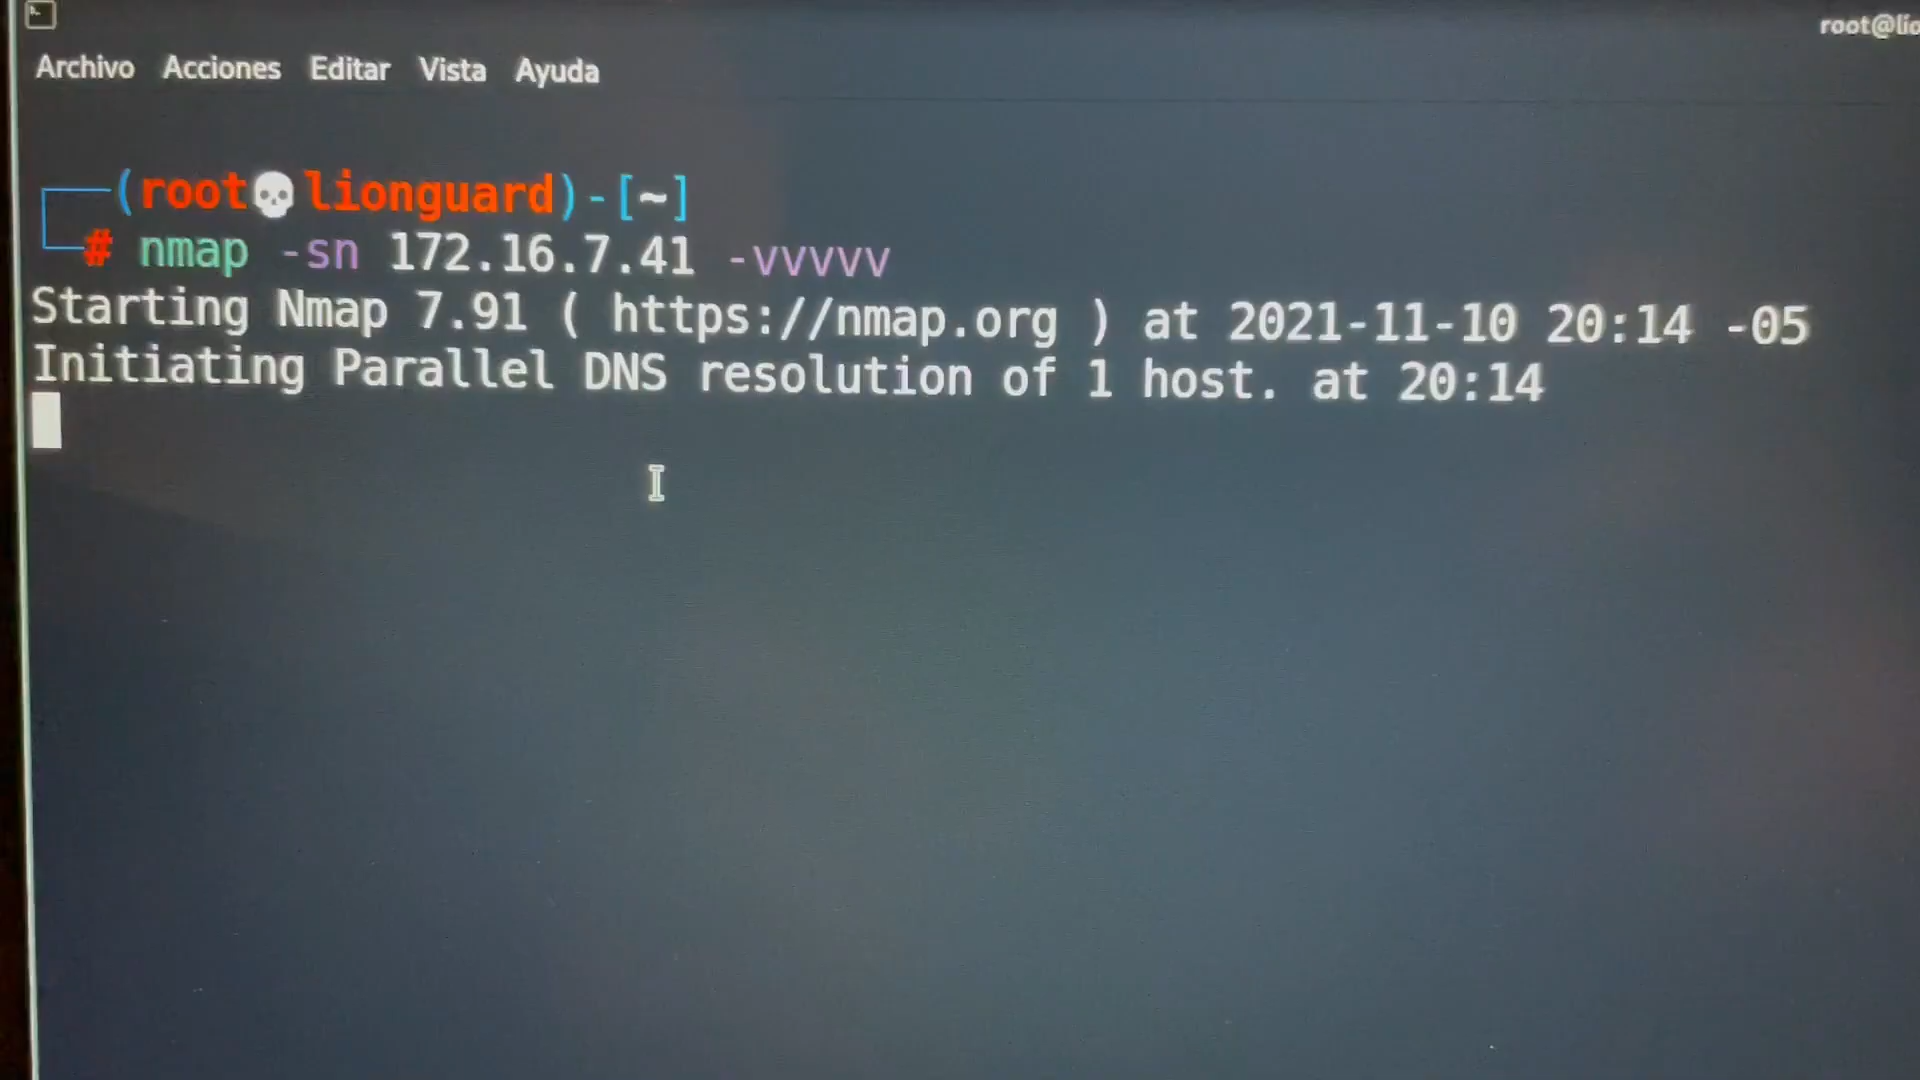 root@lio
Archivo Acciones Editar Vista Ayuda
(root💀lionguard)-[~]
# nmap -sn 172.16.7.41 -vvvvv
Starting Nmap 7.91 ( https://nmap.org ) at 2021-11-10 20:14 -05
Initiating Parallel DNS resolution of 1 host. at 20:14